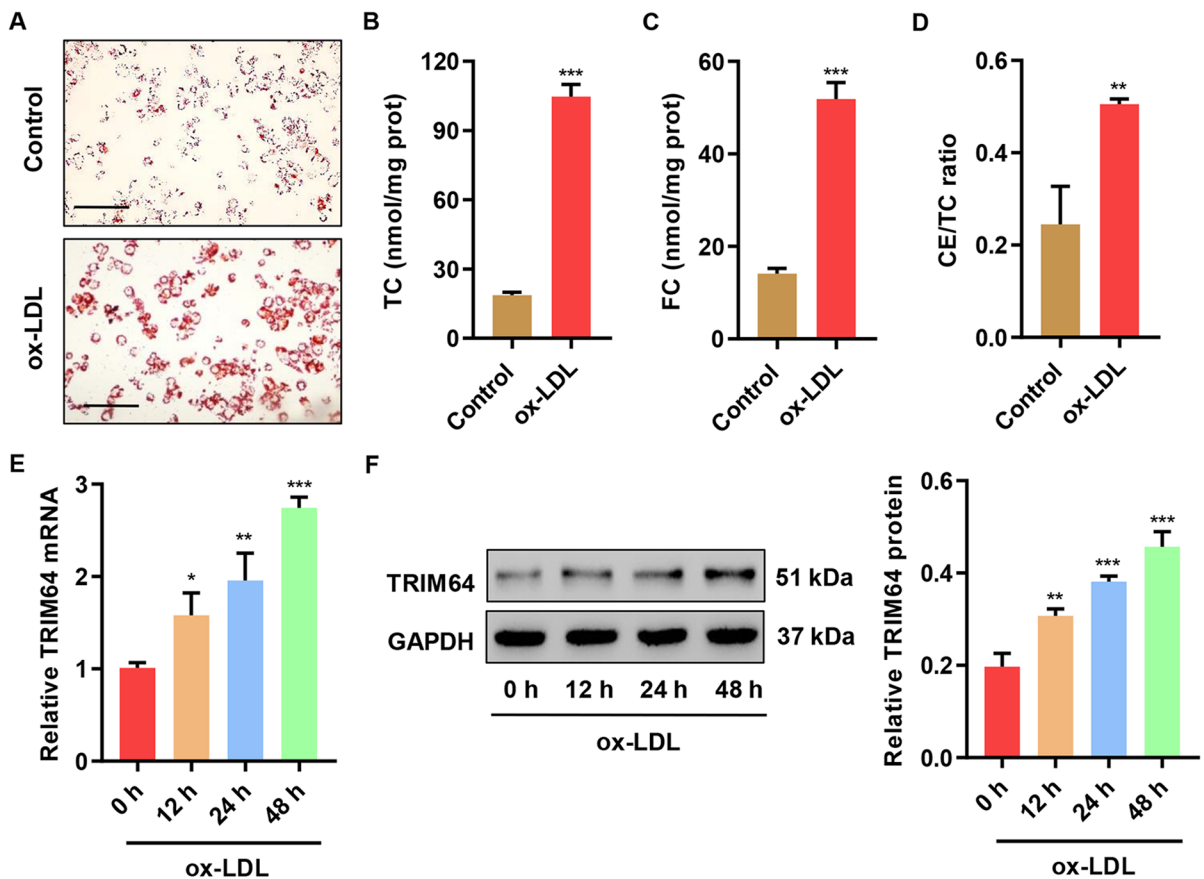 A
Control
ox-LDL
B
TC (nmol/mg prot)
120
90
60
30
0
***
Control
ox-LDL
C
FC (nmol/mg prot)
60
40
20
0
***
Control
ox-LDL
D
CE/TC ratio
0.6
0.4
0.2
0.0
**
Control
ox-LDL
E
Relative TRIM64 mRNA
3
2
1
0
*
**
***
0 h
12 h
24 h
48 h
ox-LDL
F
TRIM64
51 kDa
GAPDH
37 kDa
0 h 12 h 24 h 48 h
ox-LDL
Relative TRIM64 protein
0.6
0.4
0.2
0.0
**
***
***
0 h
12 h
24 h
48 h
ox-LDL